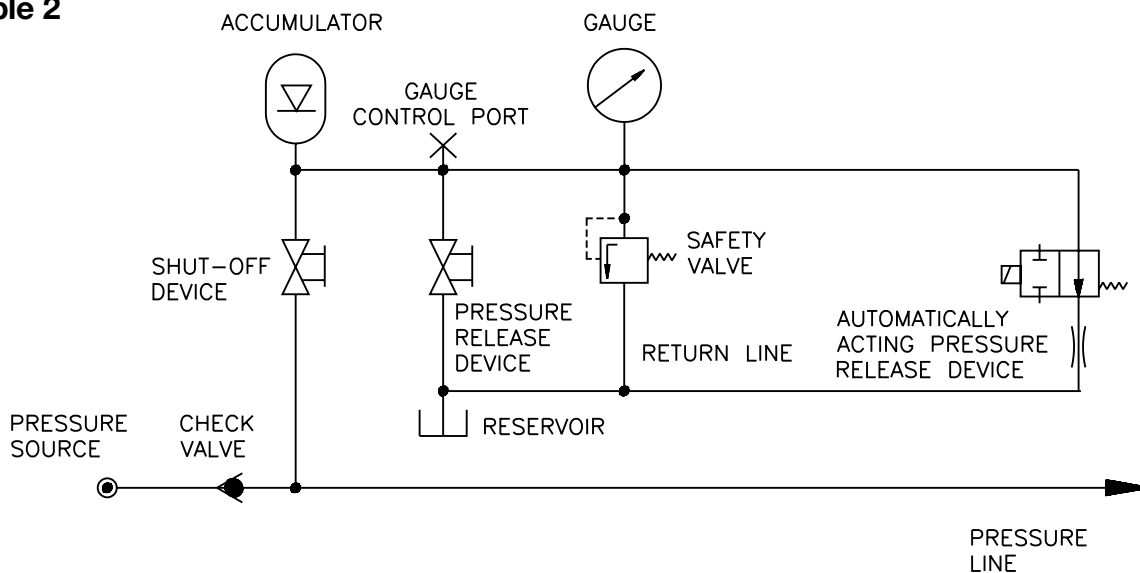 ple 2
ACCUMULATOR
GAUGE
GAUGE
CONTROL PORT
SHUT-OFF
DEVICE
SAFETY
VALVE
PRESSURE
RELEASE
DEVICE
RETURN LINE
AUTOMATICALLY
ACTING PRESSURE
RELEASE DEVICE
RESERVOIR
PRESSURE
SOURCE
CHECK
VALVE
PRESSURE
LINE